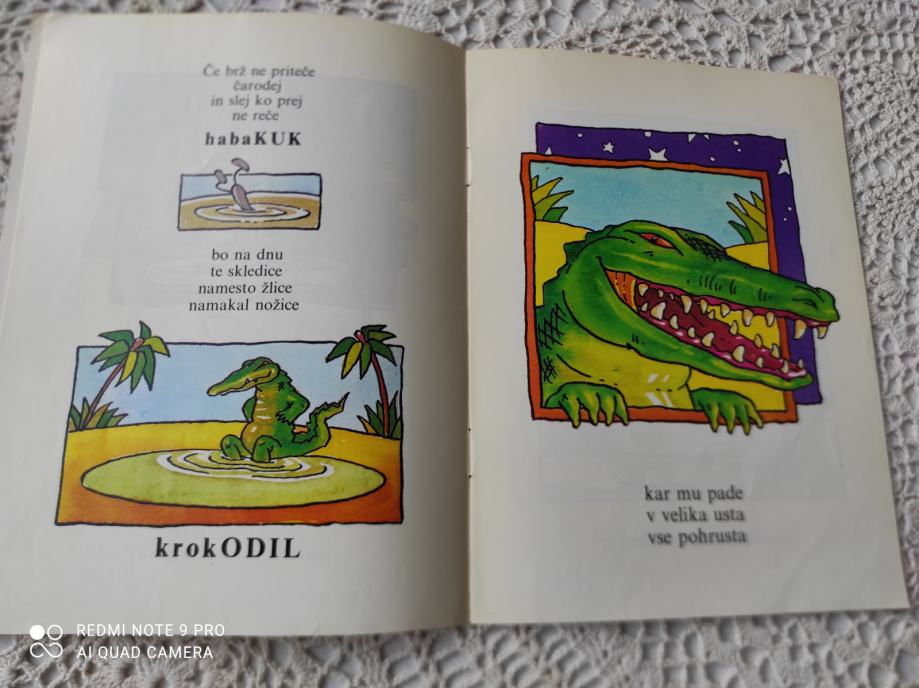 Če brž ne priteče
čarodej
in slej ko prej
ne reče
habaKUK
bo na dnu
te skledice
namesto žlice
namakal nožice
krokODIL
kar mu pade
v velika usta
vse pohrusta
REDMI NOTE 9 PRO
AI QUAD CAMERA